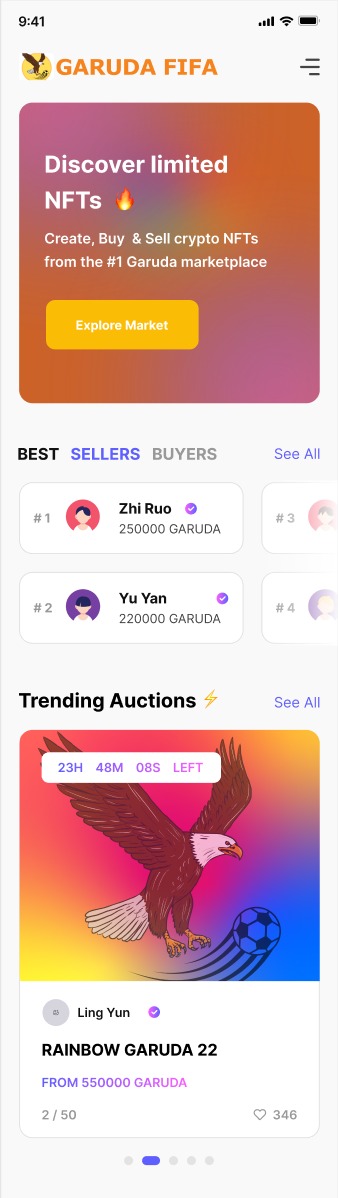 9:41
GARUDA FIFA
Discover limited
NFTs 🔥
Create, Buy & Sell crypto NFTs
from the #1 Garuda marketplace
Explore Market
BEST SELLERS BUYERS See All
# 1 Zhi Ruo
250000 GARUDA
# 3
# 2 Yu Yan
220000 GARUDA
# 4
Trending Auctions ⚡ See All
23H 48M 08S LEFT
Ling Yun
RAINBOW GARUDA 22
FROM 550000 GARUDA
2 / 50 346